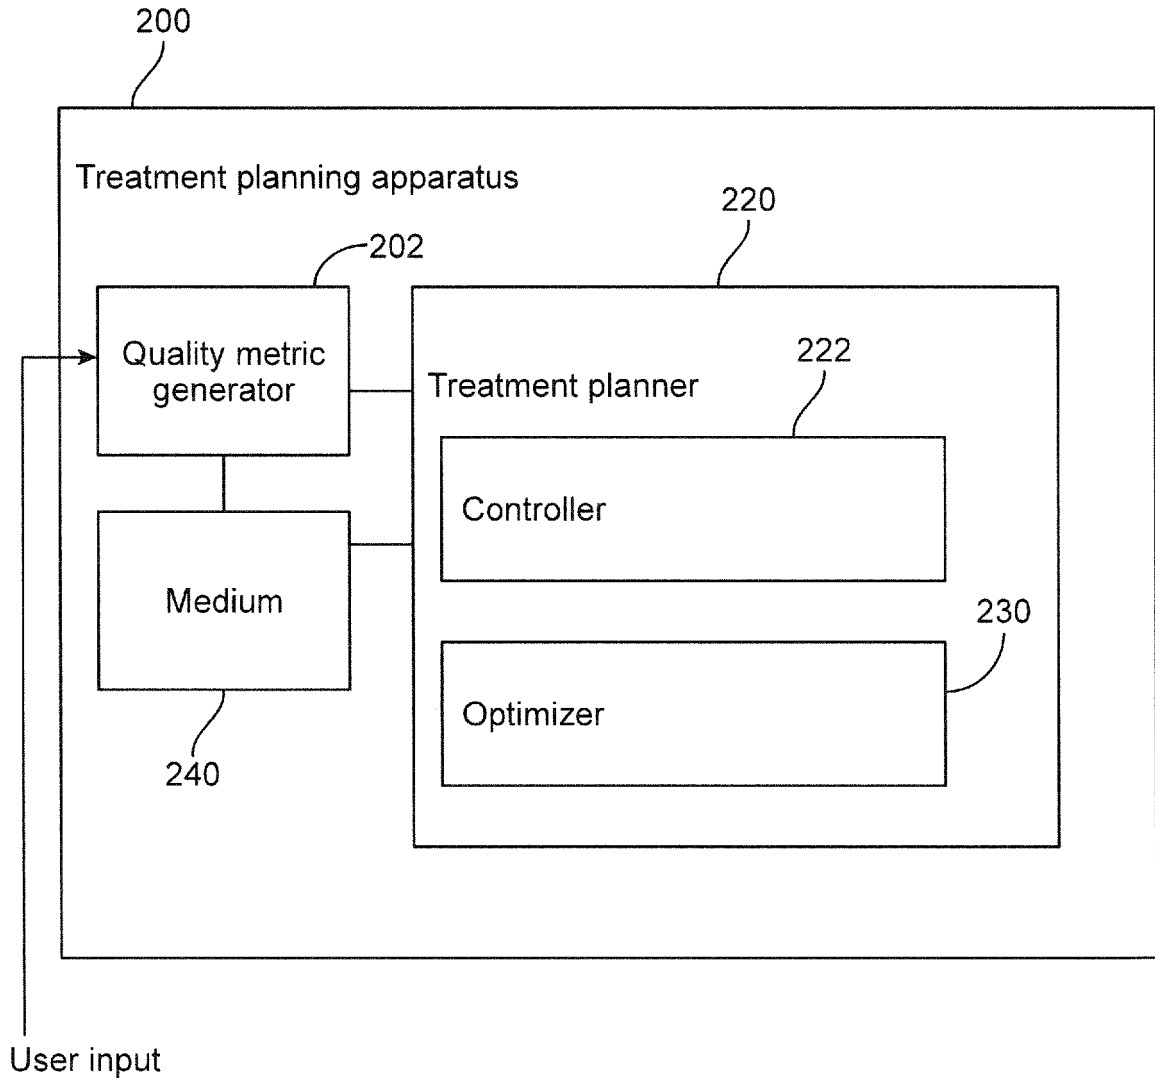 200
Treatment planning apparatus
220
202
Quality metric
generator
222
Treatment planner
Controller
Medium
230
Optimizer
240
User input